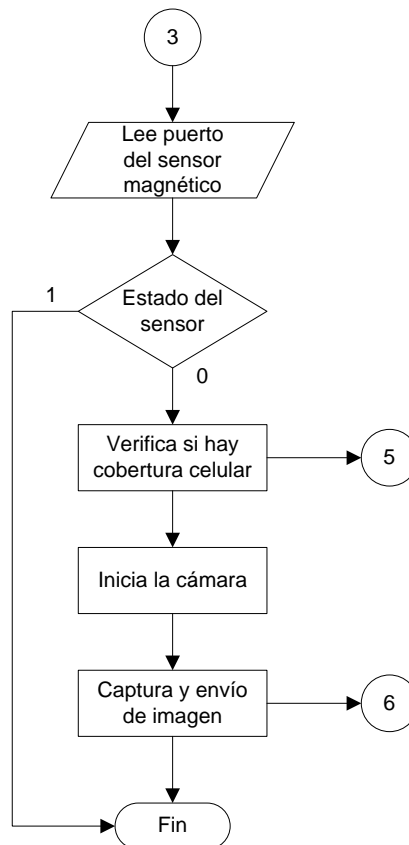 3
Lee puerto
del sensor
magnético
1
Estado del
sensor
0
Verifica si hay
cobertura celular
5
Inicia la cámara
Captura y envío
de imagen
6
Fin